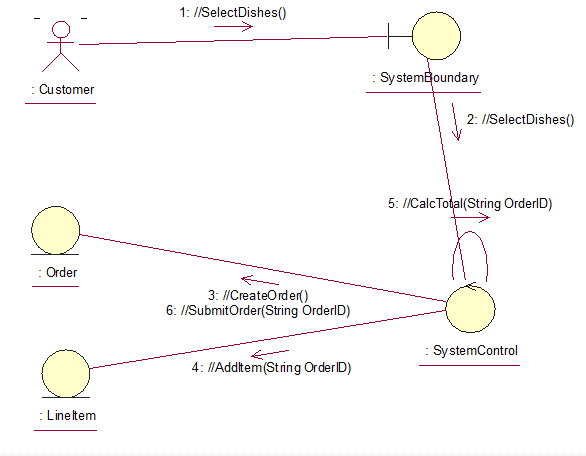 1: //SelectDishes()
: Customer
: SystemBoundary
2: //SelectDishes()
5: //CalcTotal(String OrderID)
: Order
3: //CreateOrder()
6: //SubmitOrder(String OrderID)
: SystemControl
4: //AddItem(String OrderID)
: LineItem